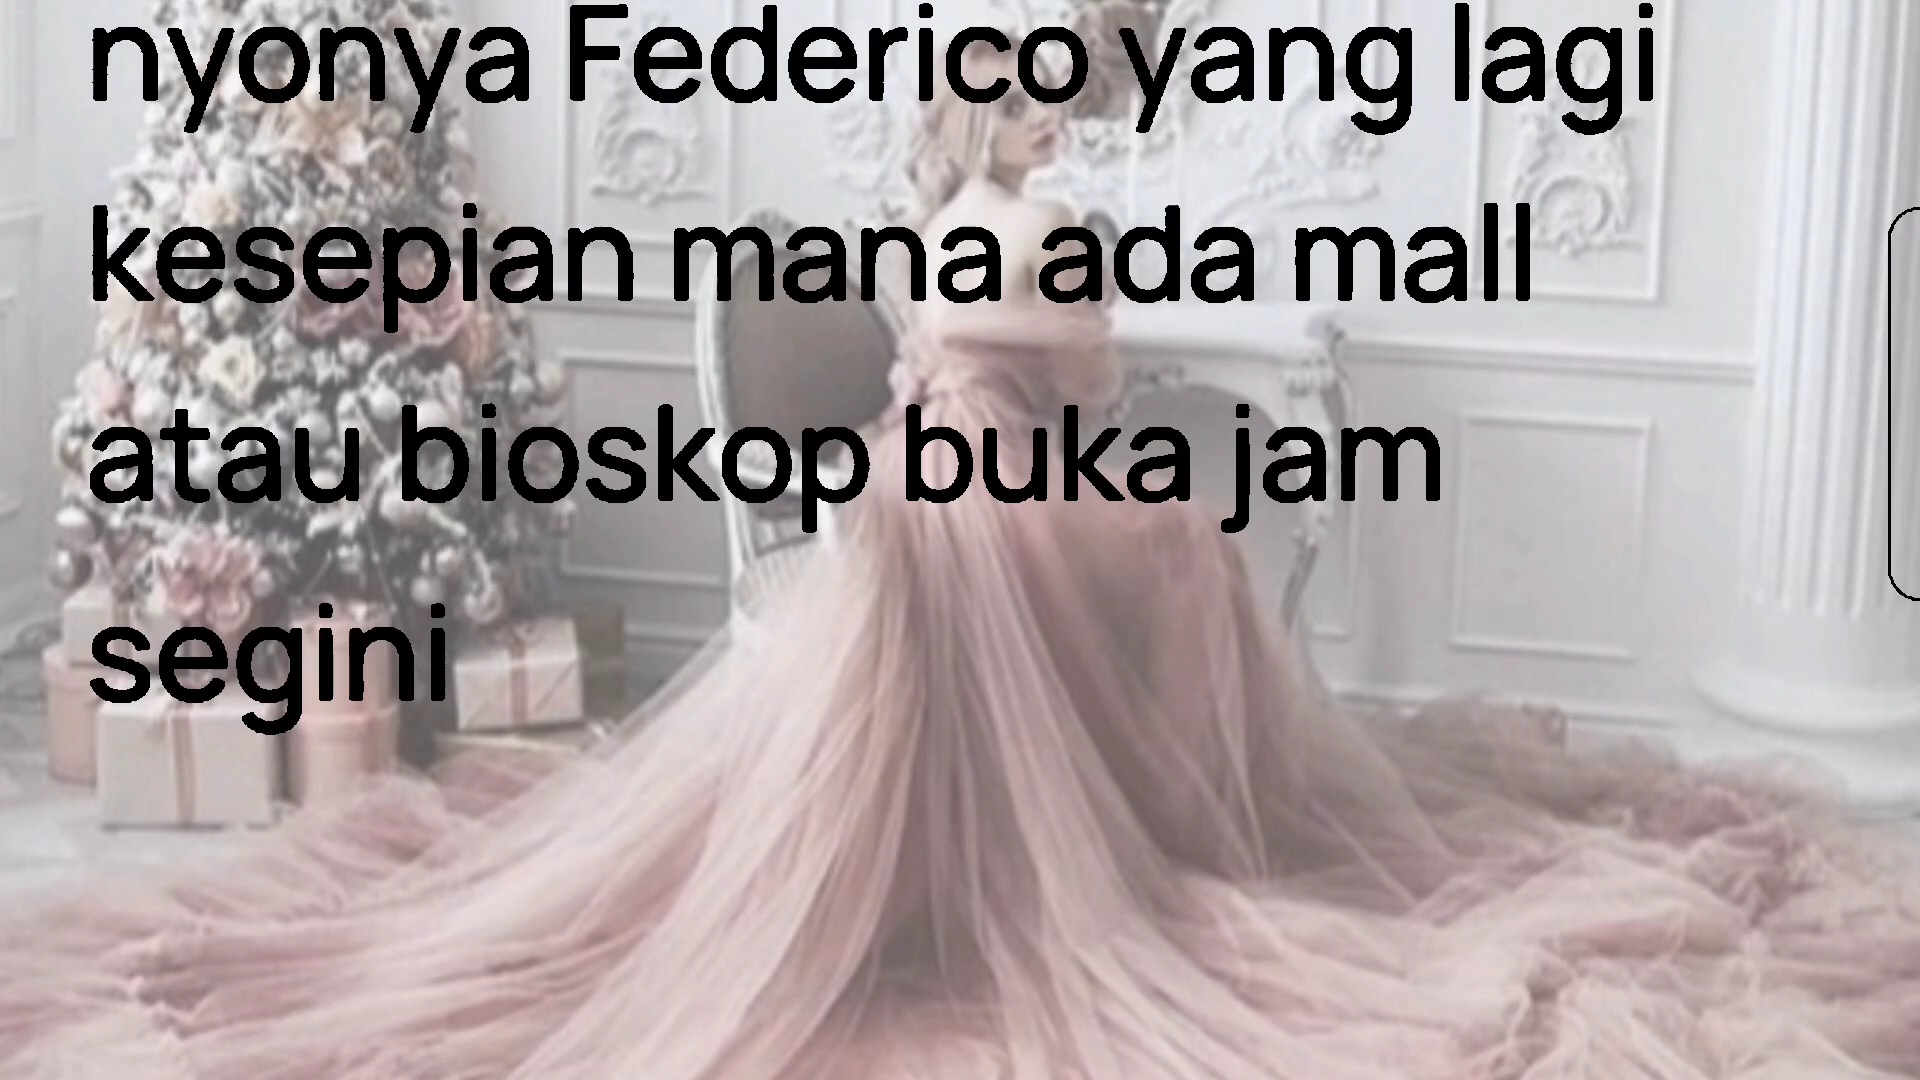 nyonya Federico yang lagi
kesepian mana ada mall
atau bioskop buka jam
segini